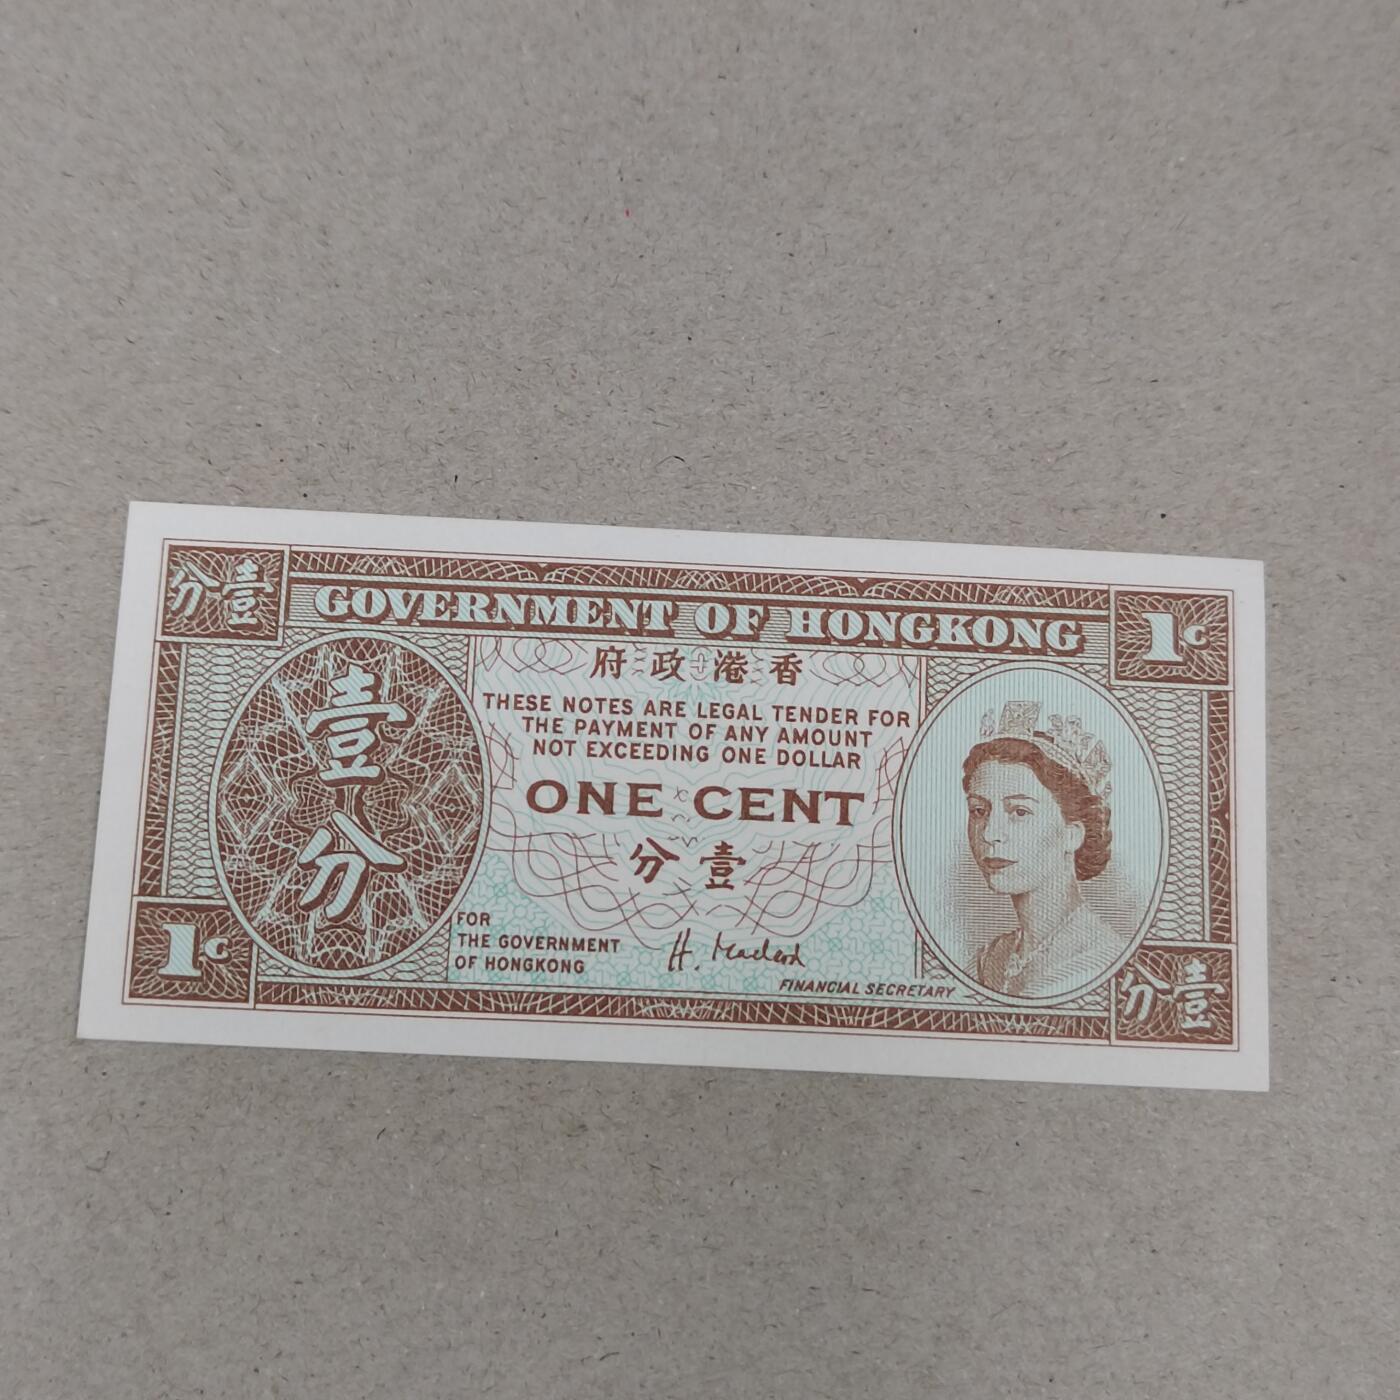 分壹
GOVERNMENT OF HONGKONG
1c
府政港香
THESE NOTES ARE LEGAL TENDER FOR
THE PAYMENT OF ANY AMOUNT
NOT EXCEEDING ONE DOLLAR
壹分
ONE CENT
分壹
FOR
THE GOVERNMENT
OF HONGKONG
H. Macleod
FINANCIAL SECRETARY
1c
分壹